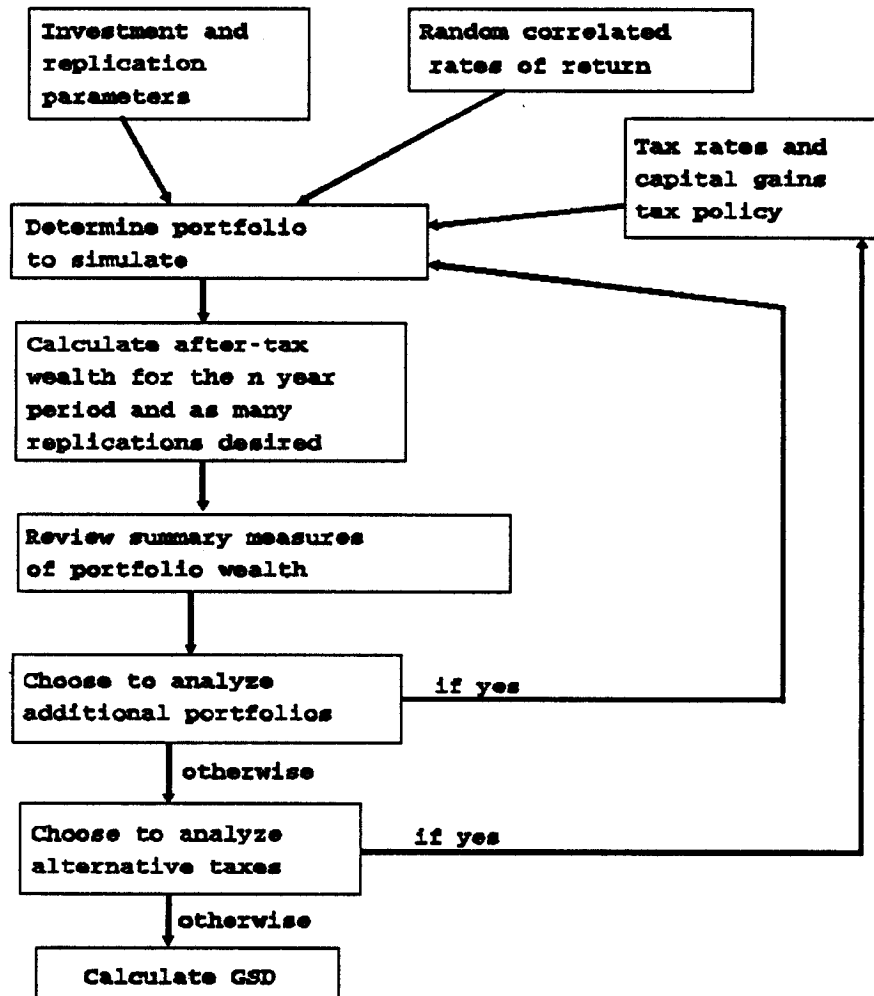 Investment and
replication
parameters
Random correlated
rates of return
Tax rates and
capital gains
tax policy
Determine portfolio
to simulate
Calculate after-tax
wealth for the n year
period and as many
replications desired
Review summary measures
of portfolio wealth
Choose to analyze
additional portfolios
if yes
otherwise
Choose to analyze
alternative taxes
if yes
otherwise
Calculate GSD